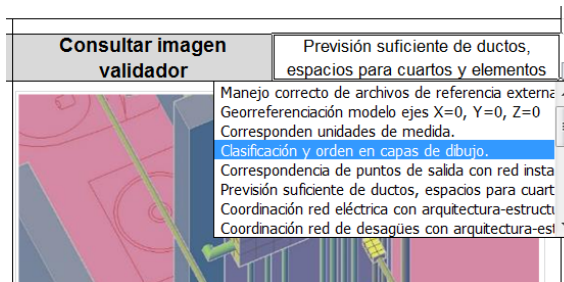 Consultar imagen
validador
Previsión suficiente de ductos,
espacios para cuartos y elementos
Manejo correcto de archivos de referencia externa
Georreferenciación modelo ejes X=0, Y=0, Z=0
Corresponden unidades de medida.
Clasificación y orden en capas de dibujo.
Correspondencia de puntos de salida con red insta
Previsión suficiente de ductos, espacios para cuart
Coordinación red eléctrica con arquitectura-estructu
Coordinación red de desagües con arquitectura-est